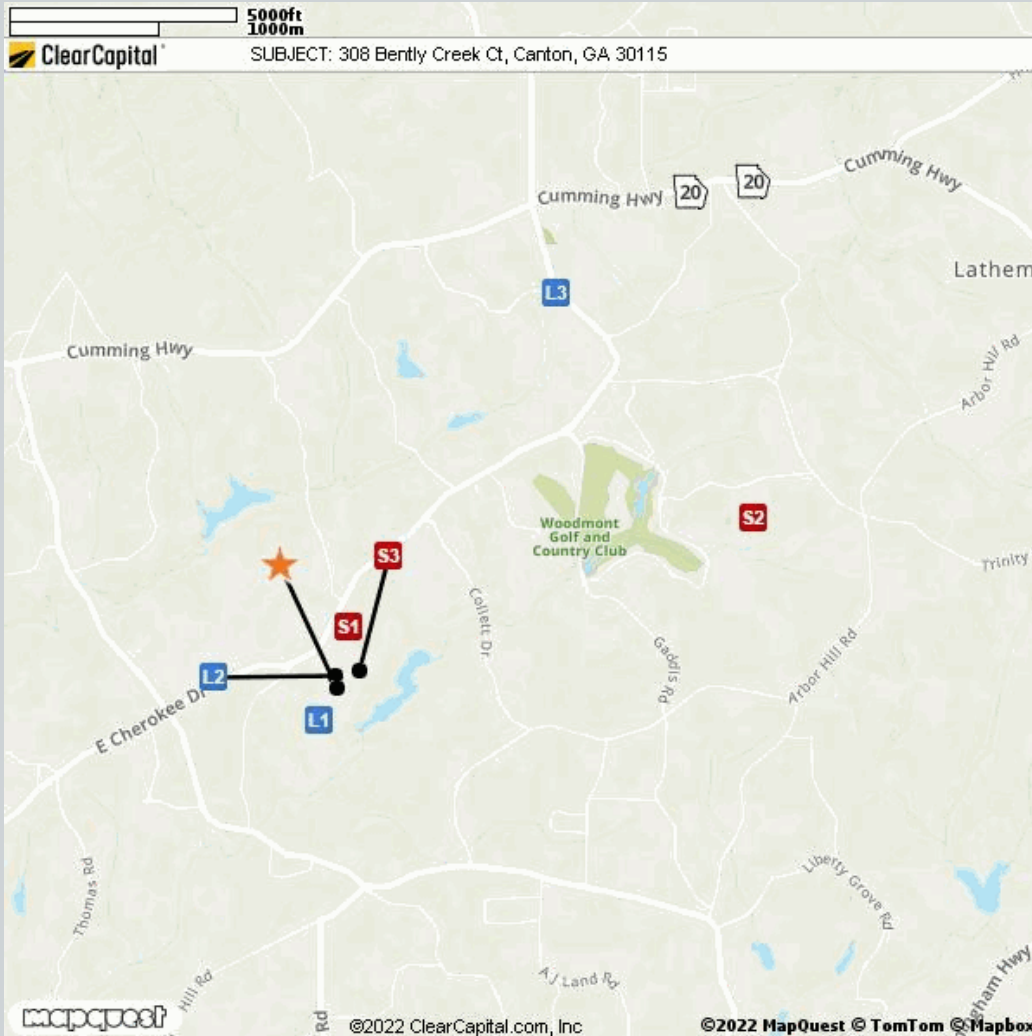 5000ft
1000m
ClearCapital
SUBJECT: 308 Bently Creek Ct, Canton, GA 30115
Cumming Hwy
Cumming Hwy
20
20
Lathem
L3
Cumming Hwy
Arbor Hill Rd
S2
Woodmont
Golf and
Country Club
S3
Trinity
S1
Collett Dr
Gaddis Rd
Arbor Hill Rd
L2
E Cherokee Dr
L1
Thomas Rd
Liberty Grove Rd
Hill Rd
Rd
A J Land Rd
ngham Hwy
mapquest
©2022 ClearCapital.com, Inc
©2022 MapQuest © TomTom © Mapbox